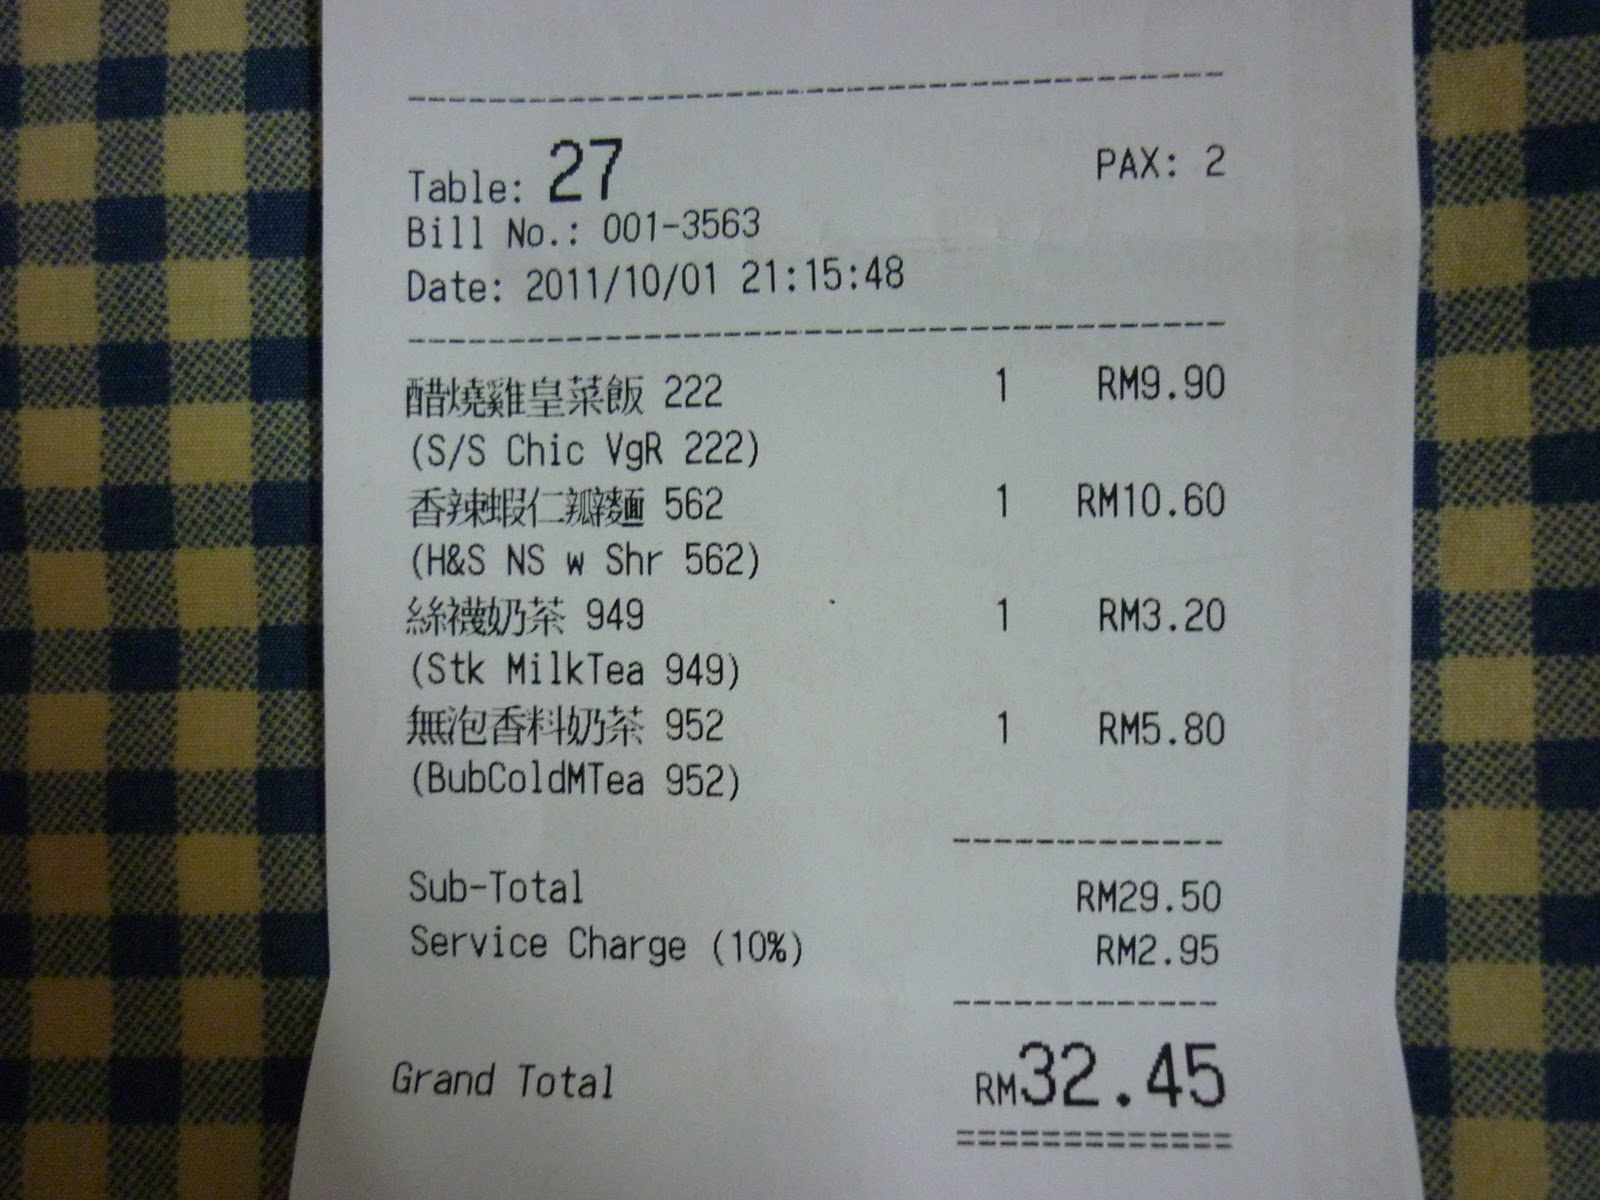 Table: 27 PAX: 2
Bill No.: 001-3563
Date: 2011/10/01 21:15:48
醋燒雞皇菜飯 222 1 RM9.90
(S/S Chic VgR 222)
香辣蝦仁瓣麵 562 1 RM10.60
(H&S NS w Shr 562)
絲襪奶茶 949 1 RM3.20
(Stk MilkTea 949)
無泡香料奶茶 952 1 RM5.80
(BubColdMTea 952)
Sub-Total RM29.50
Service Charge (10%) RM2.95
Grand Total RM32.45